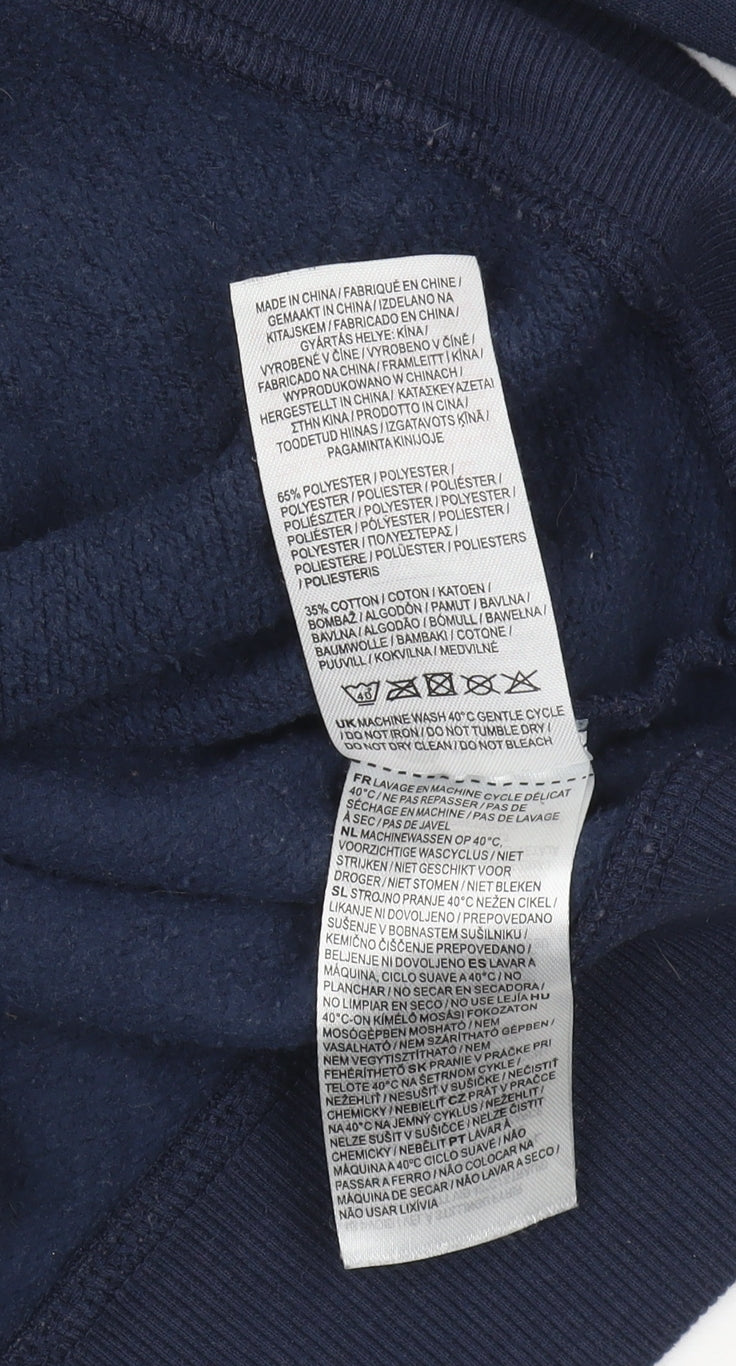 MADE IN CHINA / FABRIQUÉ EN CHINE /
GEMAAKT IN CHINA / IZDELANO NA
KITAJSKEM / FABRICADO EN CHINA /
GYÁRTÁS HELYE: KÍNA /
VYROBENÉ V ČÍNE / VYROBENO V ČÍNĚ /
FABRICADO NA CHINA / FRAMLEITT Í KÍNA /
WYPRODUKOWANO W CHINACH /
HERGESTELLT IN CHINA / ΚΑΤΑΣΚΕΥΑΖΕΤΑΙ
ΣΤΗΝ ΚΙΝΑ / PRODOTTO IN CINA /
TOODETUD HIINAS / IZGATAVOTS ĶĪNĀ /
PAGAMINTA KINIJOJE
65% POLYESTER / POLYESTER /
POLYESTER / POLIESTER / POLIÉSTER /
POLIÉSZTER / POLYESTER / POLYESTER /
POLIÉSTER / PÓLÝESTER / POLIESTER /
POLYESTER / ΠΟΛΥΕΣΤΕΡΑΣ /
POLIESTERE / POLÜESTER / POLIESTERS
/ POLIESTERIS
35% COTTON / COTON / KATOEN /
BOMBAŽ / ALGODÓN / PAMUT / BAVLNA /
BAVLNA / ALGODÃO / BÓMULL / BAWEŁNA /
BAUMWOLLE / ΒΑΜΒΑΚΙ / COTONE /
PUUVILL / KOKVILNA / MEDVILNĖ
40
UK MACHINE WASH 40°C GENTLE CYCLE
/ DO NOT IRON / DO NOT TUMBLE DRY /
DO NOT DRY CLEAN / DO NOT BLEACH
FR LAVAGE EN MACHINE CYCLE DÉLICAT
40°C / NE PAS REPASSER / PAS DE
SÉCHAGE EN MACHINE / PAS DE LAVAGE
À SEC / PAS DE JAVEL
NL MACHINEWASSEN OP 40°C,
VOORZICHTIGE WASCYCLUS / NIET
STRIJKEN / NIET GESCHIKT VOOR
DROGER / NIET STOMEN / NIET BLEKEN
SL STROJNO PRANJE 40°C NEŽEN CIKEL /
LIKANJE NI DOVOLJENO / PREPOVEDANO
SUŠENJE V BOBNASTEM SUŠILNIKU /
KEMIČNO ČIŠČENJE PREPOVEDANO /
BELJENJE NI DOVOLJENO ES LAVAR A
MÁQUINA, CICLO SUAVE A 40°C / NO
PLANCHAR / NO SECAR EN SECADORA /
NO LIMPIAR EN SECO / NO USE LEJÍA HU
40°C-ON KÍMÉLŐ MOSÁSI FOKOZATON
MOSÓGÉPBEN MOSHATÓ / NEM
VASALHATÓ / NEM SZÁRÍTHATÓ GÉPBEN /
NEM VEGYTISZTÍTHATÓ / NEM
FEHÉRÍTHETŐ SK PRANIE V PRÁČKE PRI
TELOTE 40°C NA ŠETRNOM CYKLE /
NEŽEHLIŤ / NESUŠIŤ V SUŠIČKE / NEČISTIŤ
CHEMICKY / NEBIELIŤ CZ PRÁT V PRAČCE
NA 40°C NA JEMNÝ CYKLUS / NEŽEHLIT /
NELZE SUŠIT V SUŠIČCE / NELZE ČISTIT
CHEMICKY / NEBĚLIT PT LAVAR À
MÁQUINA A 40°C CICLO SUAVE / NÃO
PASSAR A FERRO / NÃO COLOCAR NA
MÁQUINA DE SECAR / NÃO LAVAR A SECO /
NÃO USAR LIXÍVIA